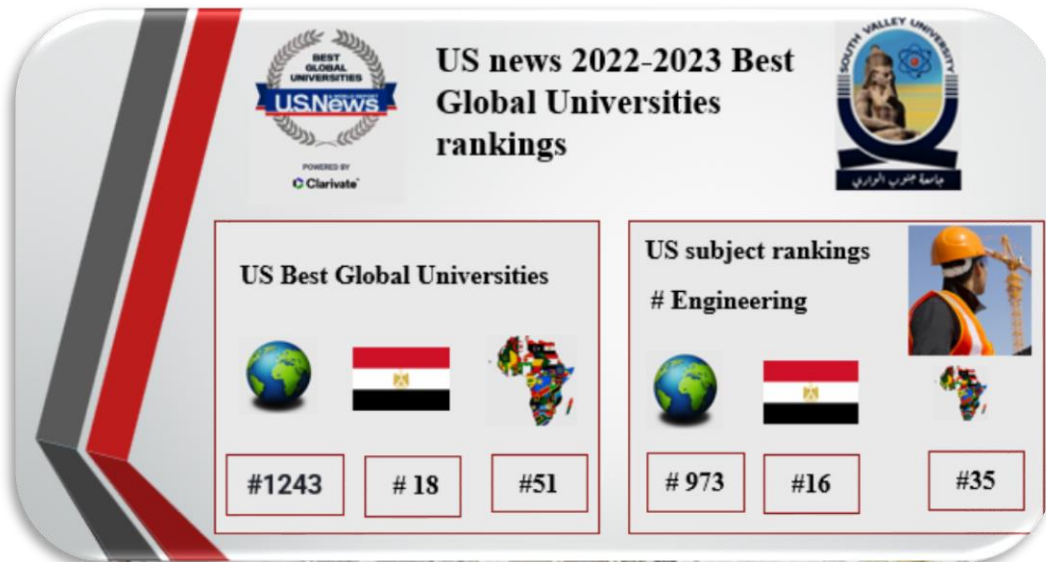 BEST
GLOBAL
UNIVERSITIES
U.S.News
POWERED BY
Clarivate
US news 2022-2023 Best
Global Universities
rankings
SOUTH VALLEY UNIVERSITY
جامعة جنوب الوادي
US Best Global Universities
#1243
# 18
#51
US subject rankings
# Engineering
# 973
#16
#35